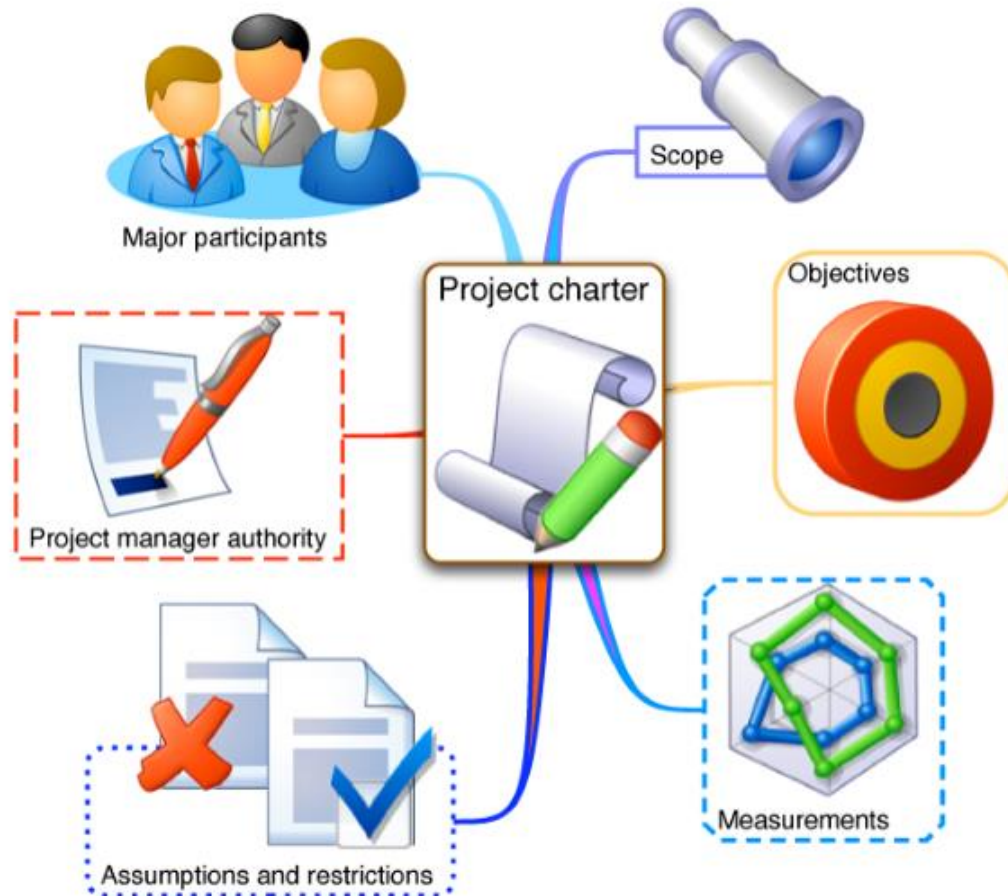 Scope
Major participants
Project charter
Objectives
Project manager authority
Measurements
Assumptions and restrictions